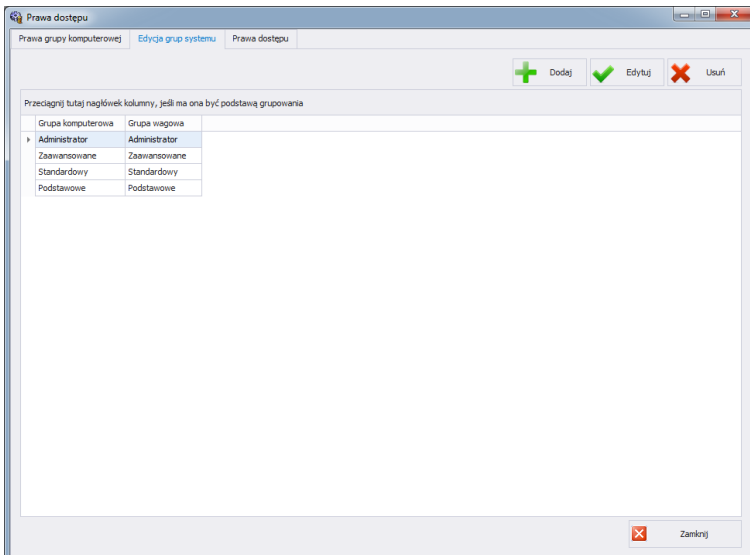 Prawa dostępu
Prawa grupy komputerowej Edycja grup systemu Prawa dostępu
Dodaj Edytuj Usuń
Przeciągnij tutaj nagłówek kolumny, jeśli ma ona być podstawą grupowania
Grupa komputerowa Grupa wagowa
Administrator Administrator
Zaawansowane Zaawansowane
Standardowy Standardowy
Podstawowe Podstawowe
Zamknij